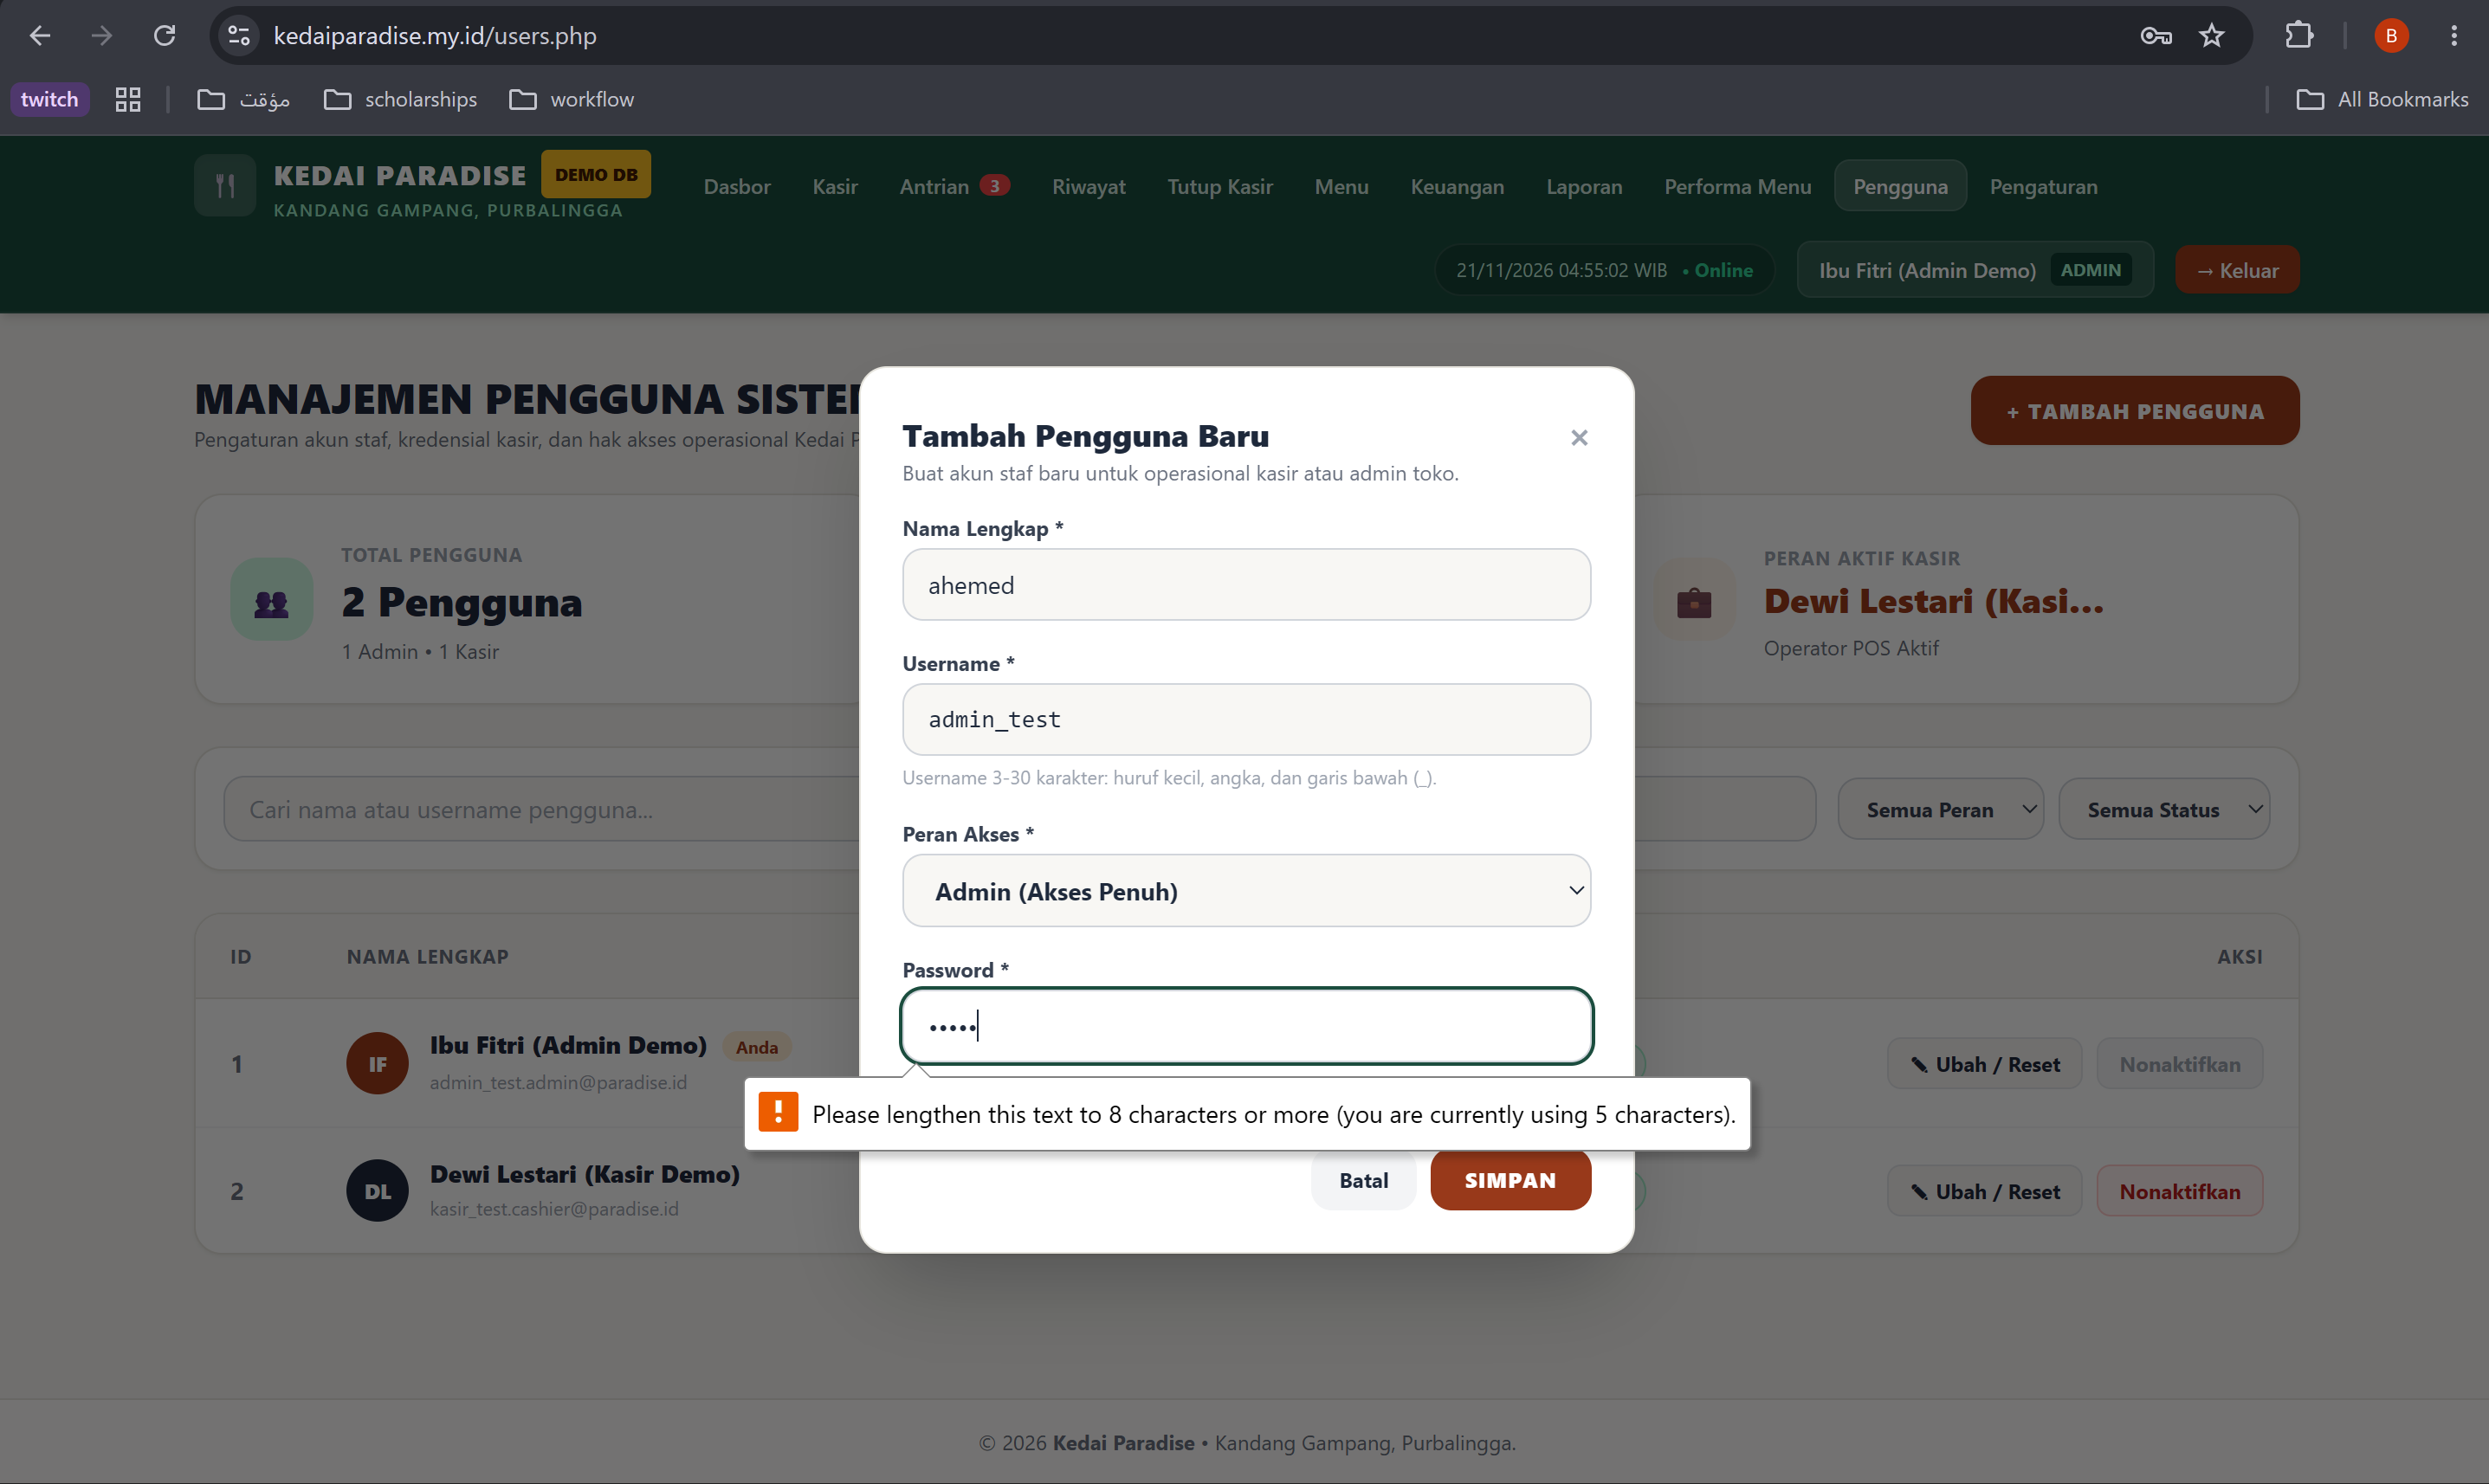 kedaiparadise.my.id/users.php
B
twitch
مؤقت
scholarships
workflow
All Bookmarks
KEDAI PARADISE
DEMO DB
KANDANG GAMPANG, PURBALINGGA
Dasbor
Kasir
Antrian 3
Riwayat
Tutup Kasir
Menu
Keuangan
Laporan
Performa Menu
Pengguna
Pengaturan
21/11/2026 04:55:02 WIB • Online
Ibu Fitri (Admin Demo) ADMIN
→ Keluar
MANAJEMEN PENGGUNA SISTE
Pengaturan akun staf, kredensial kasir, dan hak akses operasional Kedai P
+ TAMBAH PENGGUNA
TOTAL PENGGUNA
2 Pengguna
1 Admin • 1 Kasir
PERAN AKTIF KASIR
Dewi Lestari (Kasi...
Operator POS Aktif
Cari nama atau username pengguna...
Semua Peran
Semua Status
ID
NAMA LENGKAP
AKSI
1
IF
Ibu Fitri (Admin Demo) Anda
admin_test.admin@paradise.id
Ubah / Reset
Nonaktifkan
2
DL
Dewi Lestari (Kasir Demo)
kasir_test.cashier@paradise.id
Ubah / Reset
Nonaktifkan
Tambah Pengguna Baru
×
Buat akun staf baru untuk operasional kasir atau admin toko.
Nama Lengkap *
ahemed
Username *
admin_test
Username 3-30 karakter: huruf kecil, angka, dan garis bawah (_).
Peran Akses *
Admin (Akses Penuh)
Password *
•••••
Please lengthen this text to 8 characters or more (you are currently using 5 characters).
Batal
SIMPAN
© 2026 Kedai Paradise • Kandang Gampang, Purbalingga.